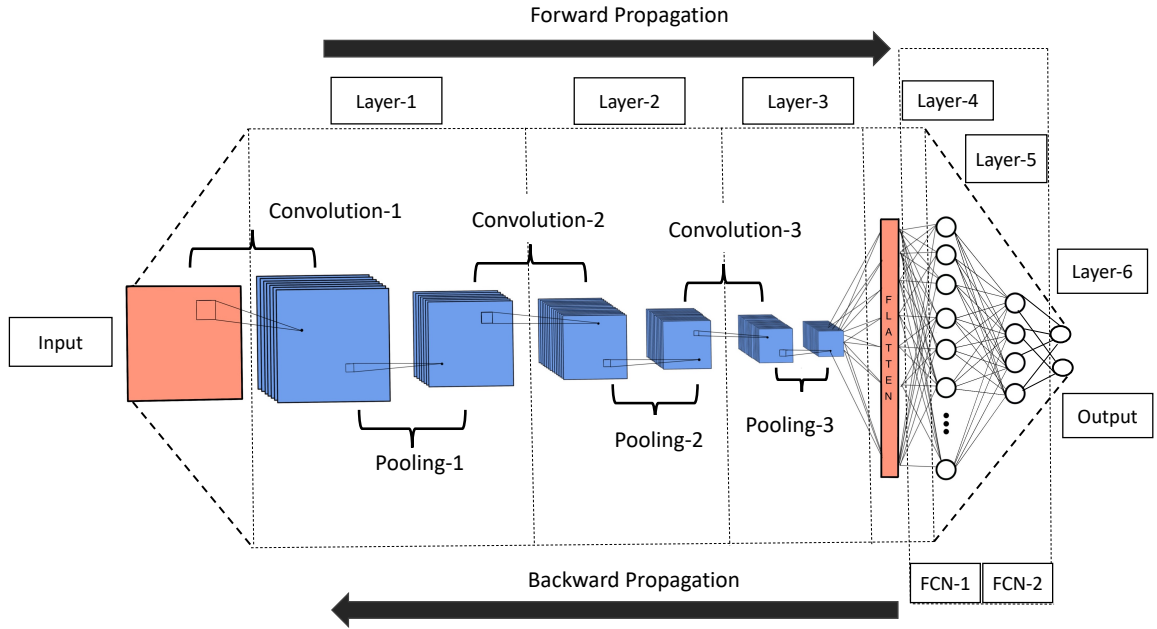 Forward Propagation
Layer-1
Layer-2
Layer-3
Layer-4
Layer-5
Convolution-1
Convolution-2
Convolution-3
Layer-6
Input
FLATTEN
Output
Pooling-1
Pooling-2
Pooling-3
Backward Propagation
FCN-1
FCN-2